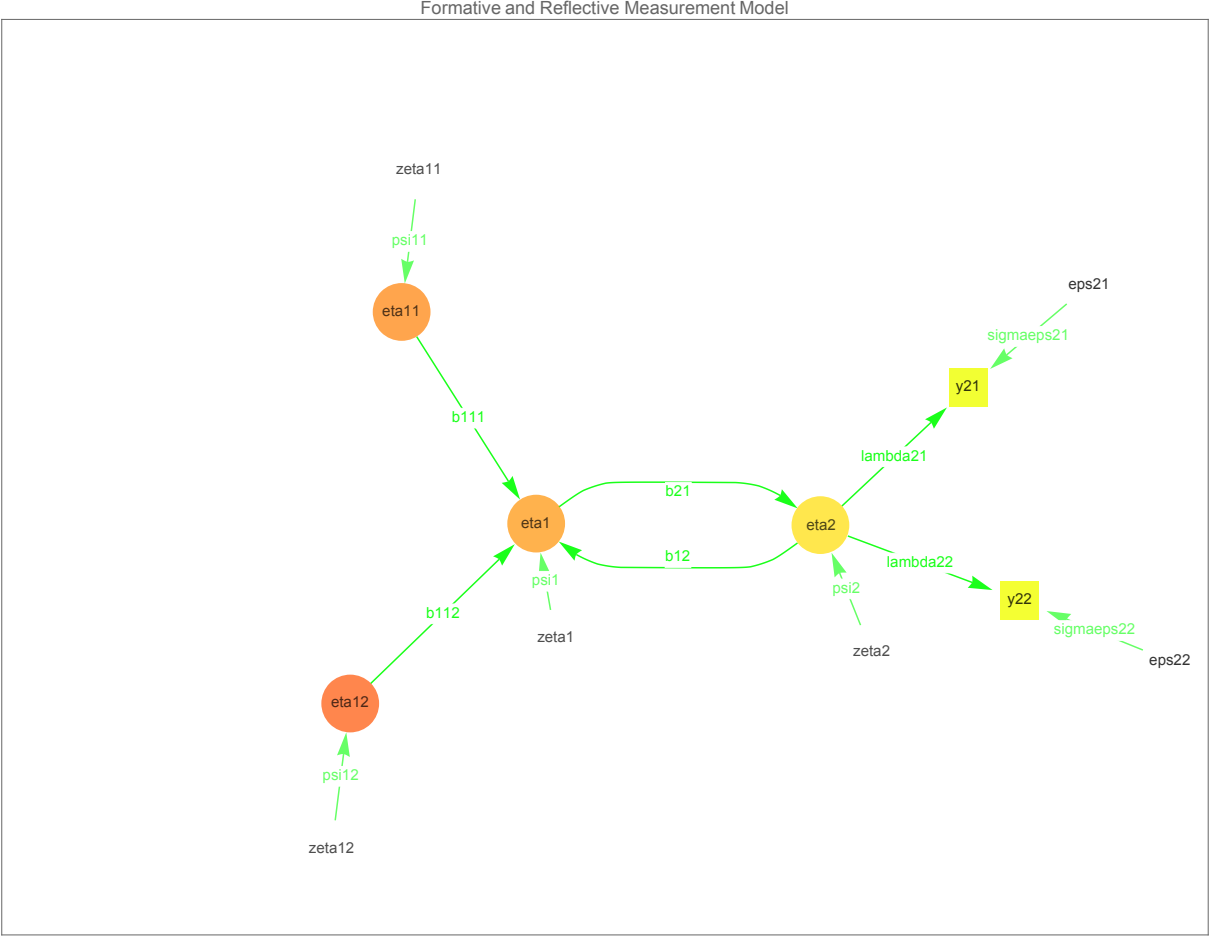 Formative and Reflective Measurement Model
zeta11
psi11
eps21
eta11
sigmaeps21
y21
b111
lambda21
b21
eta1
eta2
b12
lambda22
psi1
psi2
y22
b112
sigmaeps22
zeta1
zeta2
eps22
eta12
psi12
zeta12